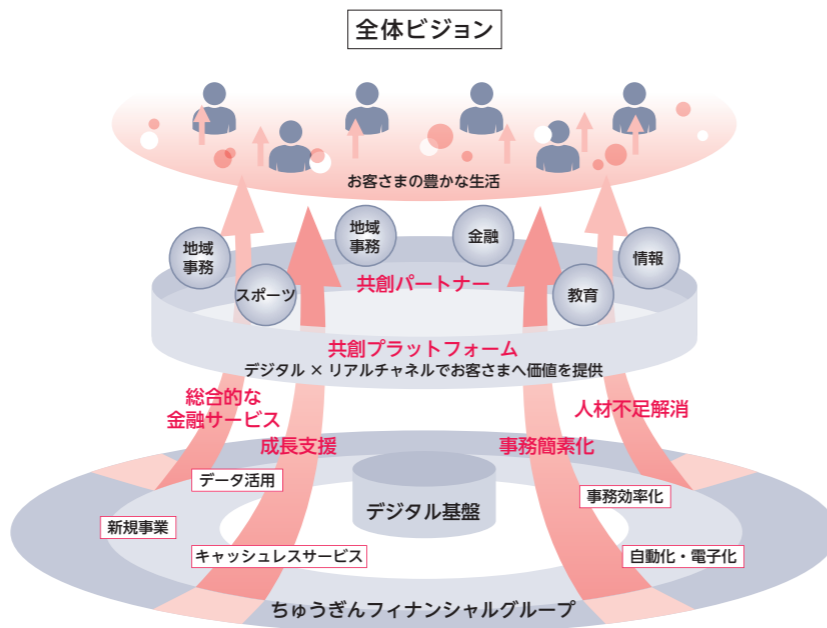 全体ビジョン
お客さまの豊かな生活
地域
事務
スポーツ
地域
事務
金融
教育
情報
共創パートナー
共創プラットフォーム
デジタル × リアルチャネルでお客さまへ価値を提供
総合的な
金融サービス
成長支援
事務簡素化
人材不足解消
データ活用
新規事業
キャッシュレスサービス
デジタル基盤
事務効率化
自動化・電子化
ちゅうぎんフィナンシャルグループ